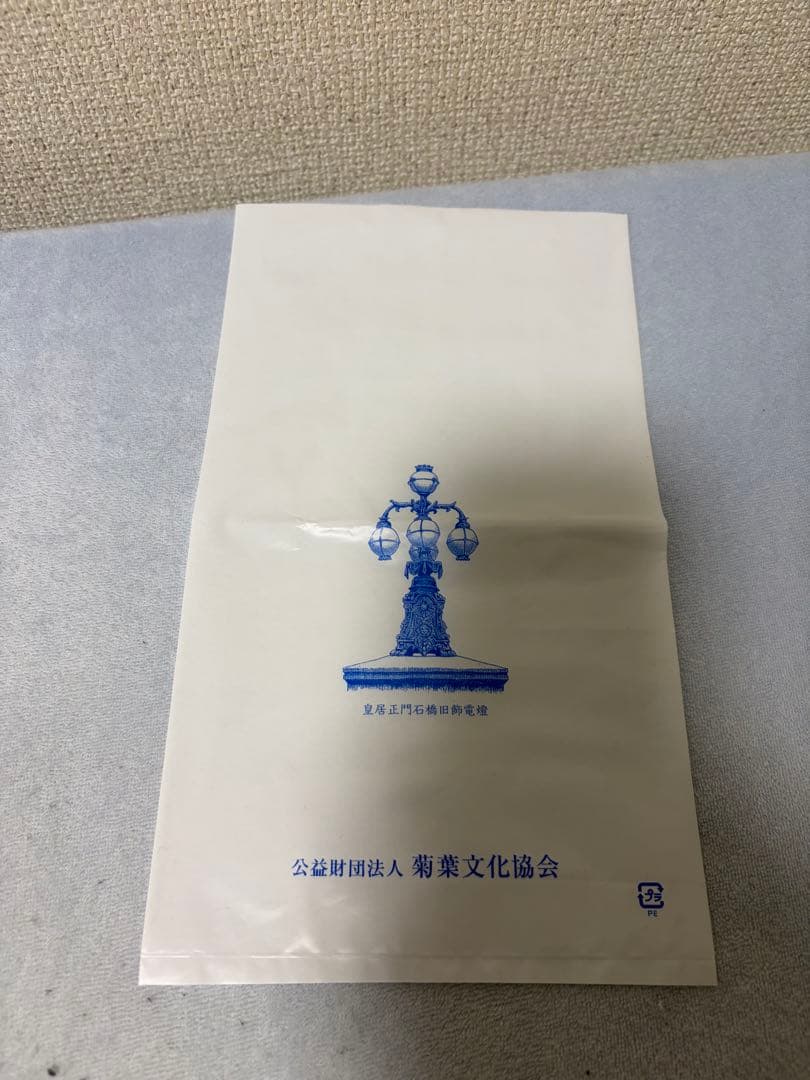 皇居正門石橋旧飾電燈
公益財団法人 菊葉文化協会
プラ
PE